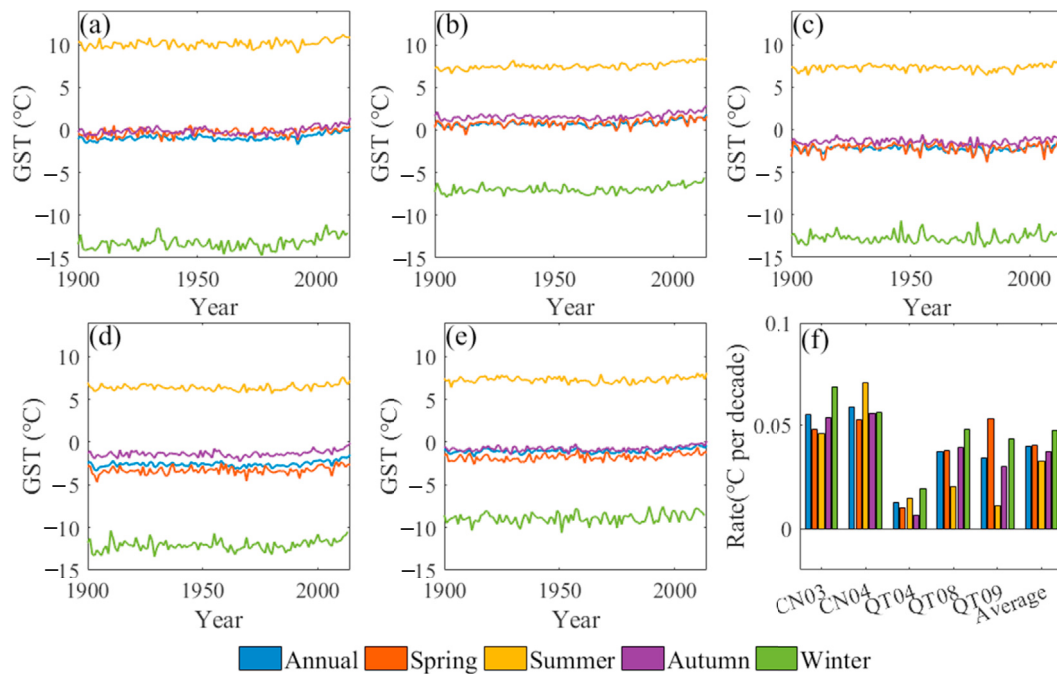 (a)
GST (℃)
10
5
0
−5
−10
−15
1900
1950
2000
Year
(b)
GST (℃)
10
5
0
−5
−10
−15
1900
1950
2000
Year
(c)
GST (℃)
10
5
0
−5
−10
−15
1900
1950
2000
Year
(d)
GST (℃)
10
5
0
−5
−10
−15
1900
1950
2000
Year
(e)
GST (℃)
10
5
0
−5
−10
−15
1900
1950
2000
Year
(f)
Rate(℃ per decade)
0.1
0.05
0
CN03
CN04
QT04
QT08
QT09
Average
Annual Spring Summer Autumn Winter